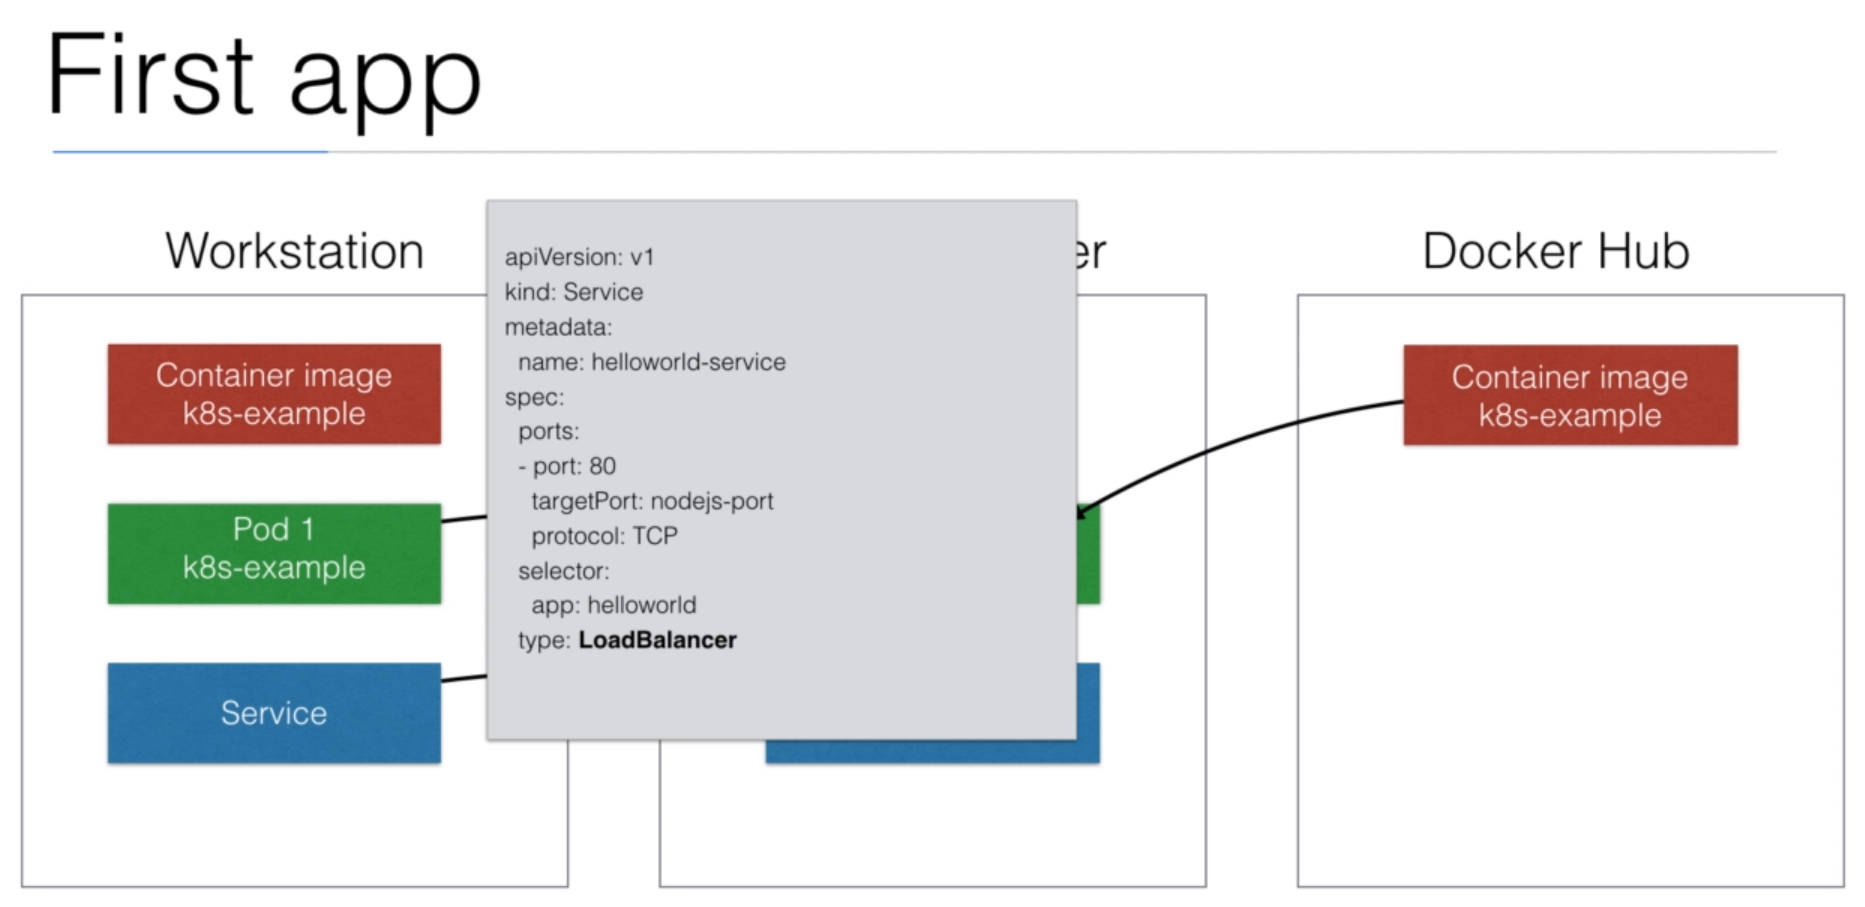 First app
Workstation
Docker Hub
Container image
k8s-example
Pod 1
k8s-example
Service
apiVersion: v1
kind: Service
metadata:
  name: helloworld-service
spec:
  ports:
  - port: 80
    targetPort: nodejs-port
    protocol: TCP
  selector:
    app: helloworld
  type: LoadBalancer
Container image
k8s-example